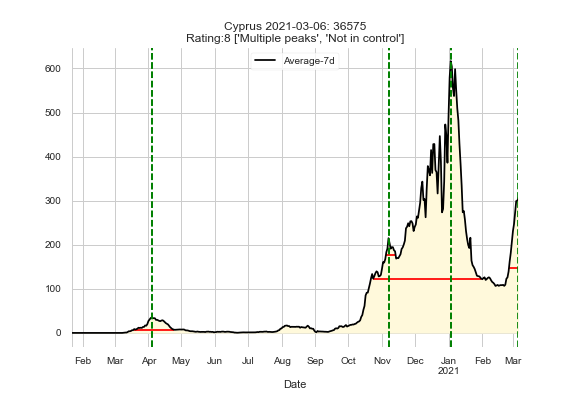 Cyprus 2021-03-06: 36575
Rating:8 ['Multiple peaks', 'Not in control']
Average-7d
600
500
400
300
200
100
0
Feb Mar Apr May Jun Jul Aug Sep Oct Nov Dec Jan Feb Mar
2021
Date